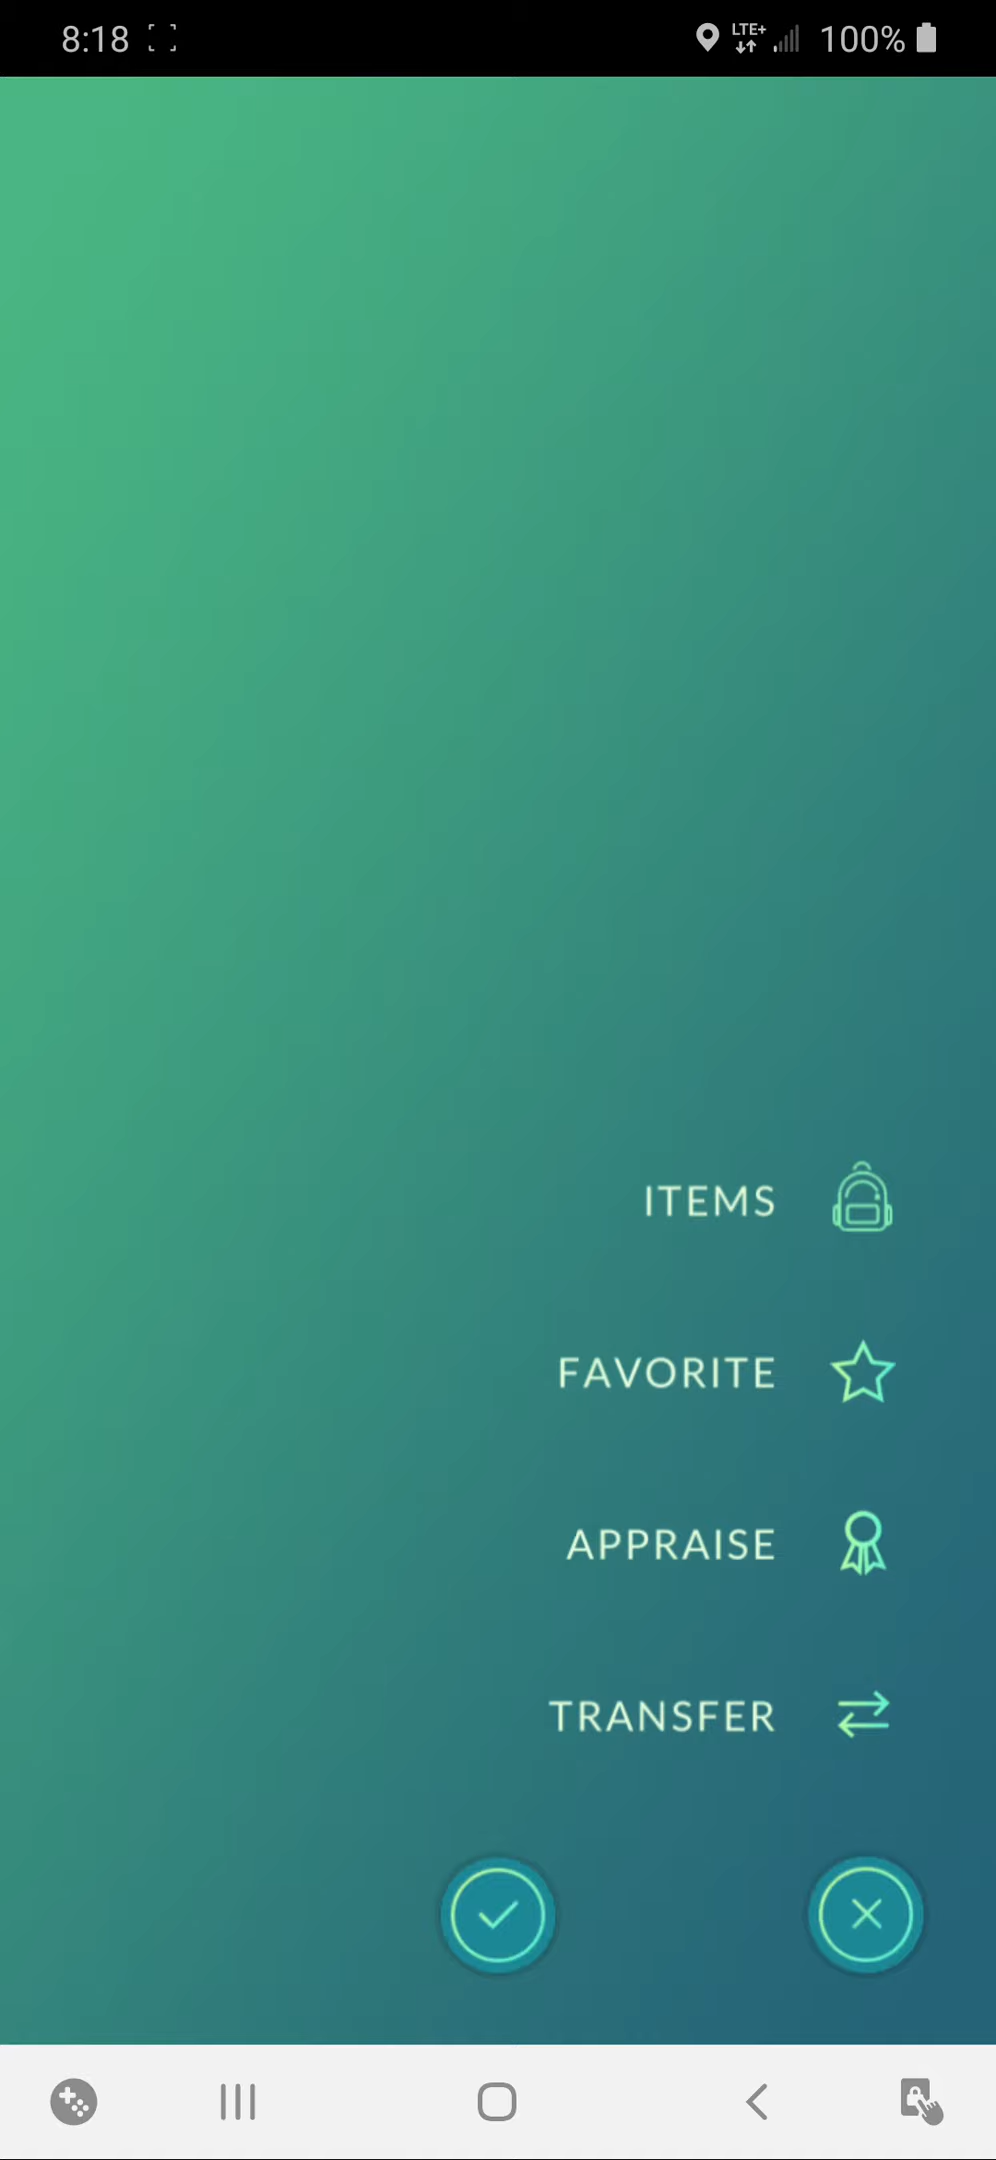 8:18
LTE+ 100%
ITEMS
FAVORITE
APPRAISE
TRANSFER